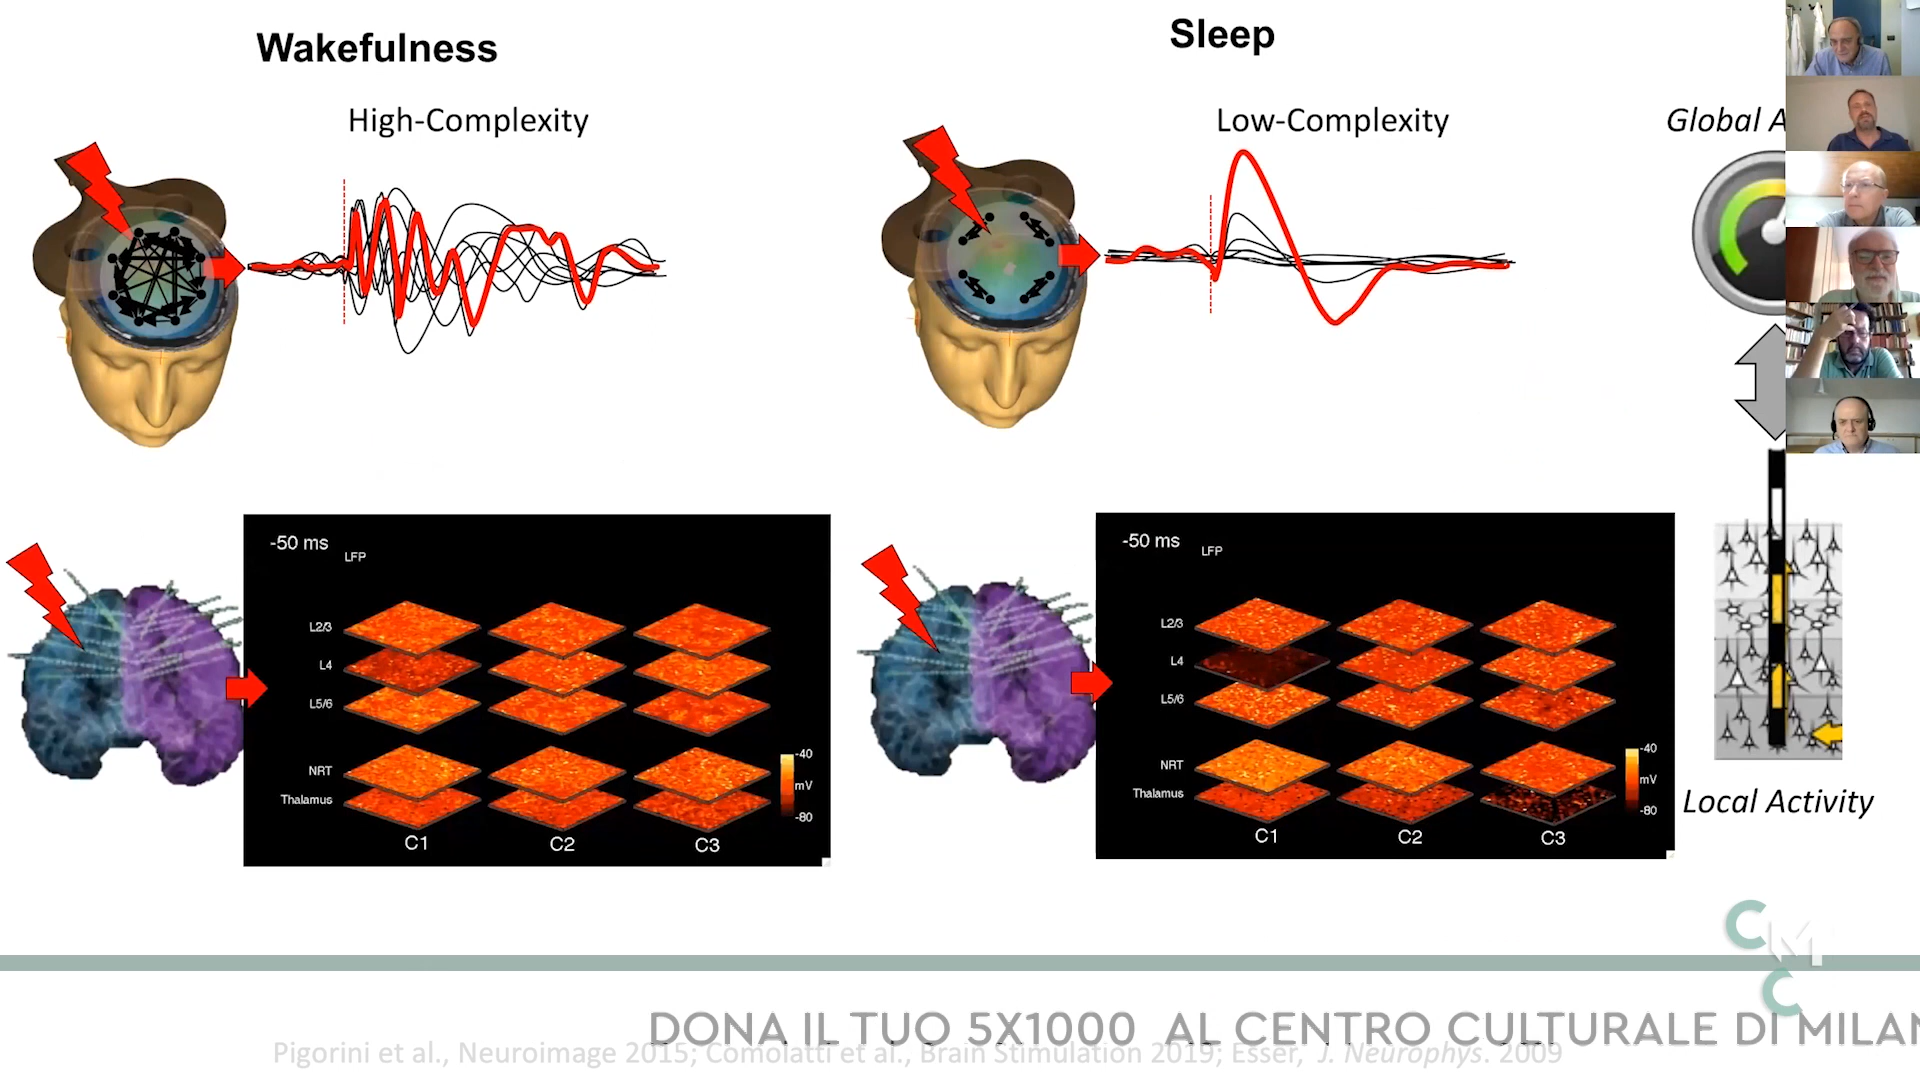 Wakefulness
Sleep
High-Complexity
Low-Complexity
Global A
-50 ms
LFP
L2/3
L4
L5/6
NRT
Thalamus
C1
C2
C3
-40
mV
-80
-50 ms
LFP
L2/3
L4
L5/6
NRT
Thalamus
C1
C2
C3
-40
mV
-80
Local Activity
CMC
DONA IL TUO 5X1000 AL CENTRO CULTURALE DI MILAN
Pigorini et al., Neuroimage 2015; Comolatti et al., Brain Stimulation 2019; Esser, J. Neurophys. 2009